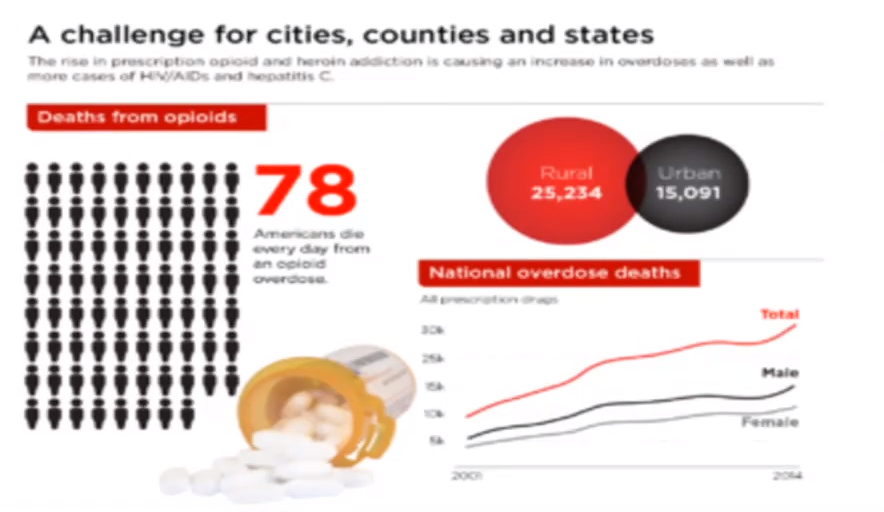 A challenge for cities, counties and states
The rise in prescription opioid and heroin addiction is causing an increase in overdoses as well as
more cases of HIV/AIDs and hepatitis C.
Deaths from opioids
78
Americans die
every day from
an opioid
overdose.
Rural
25,234
Urban
15,091
National overdose deaths
All prescription drugs
Total
30k
25k
Male
15k
10k
Female
5k
2001
2014